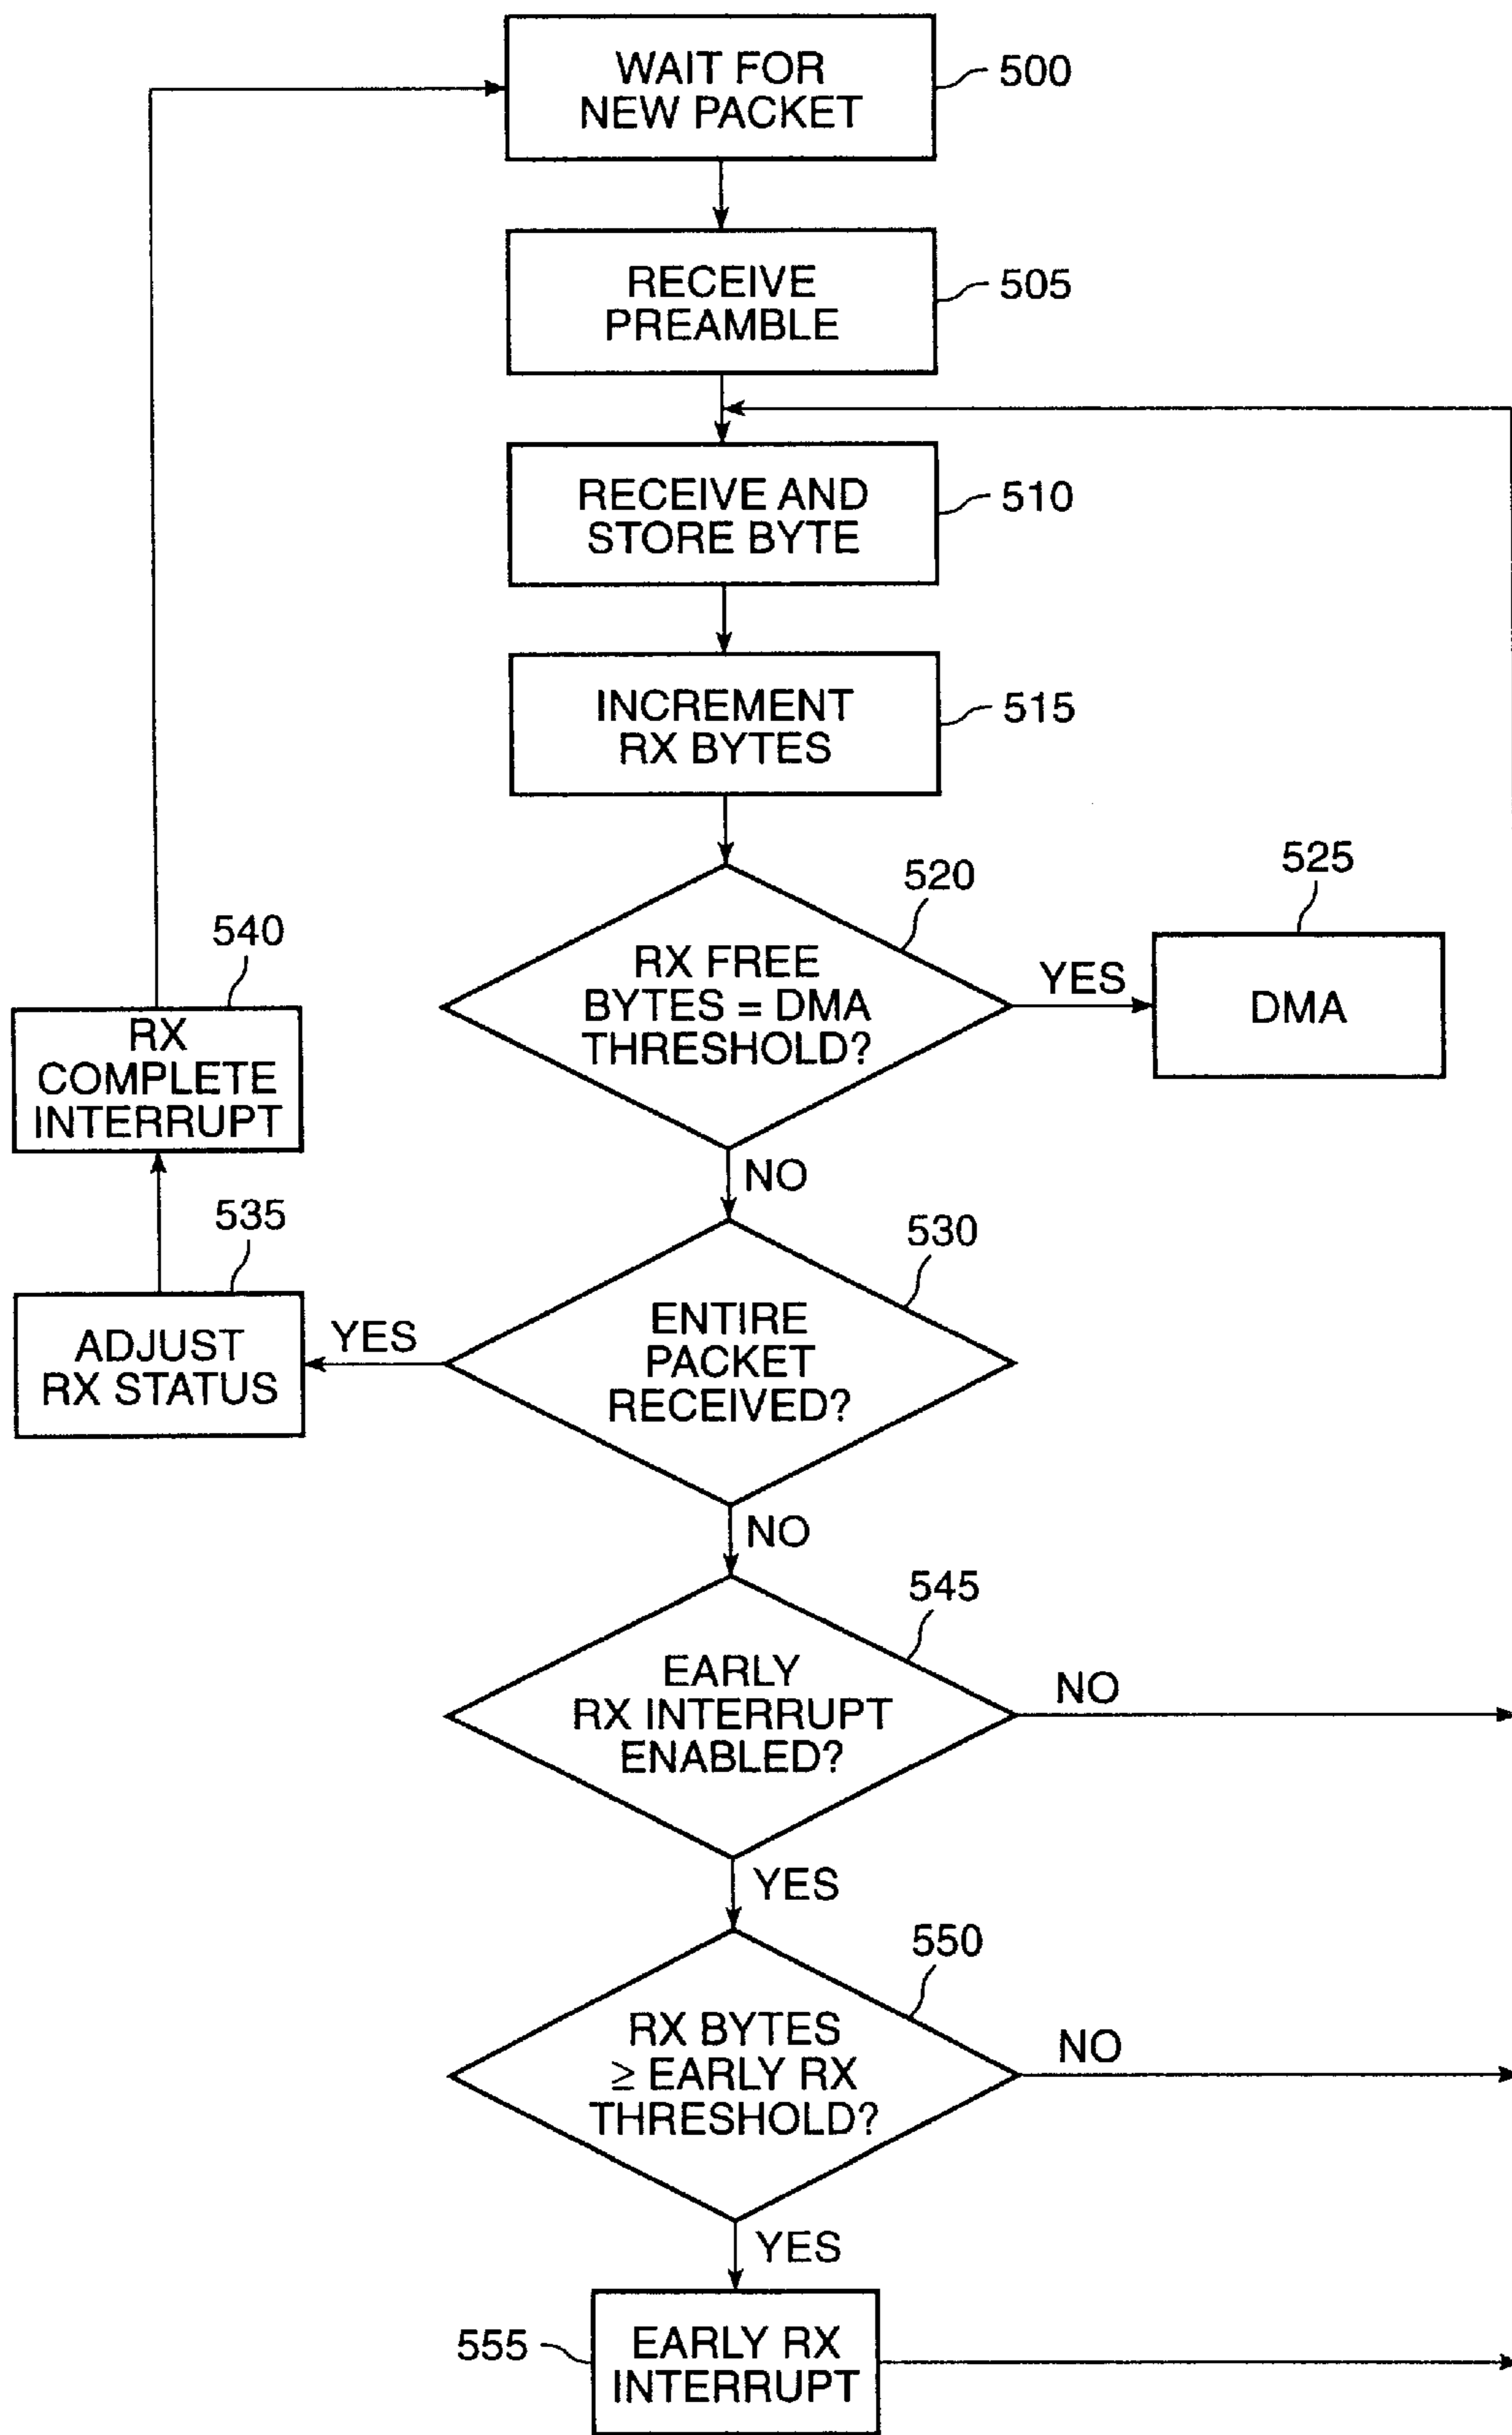 WAIT FOR
NEW PACKET
500
RECEIVE
PREAMBLE
505
RECEIVE AND
STORE BYTE
510
INCREMENT
RX BYTES
515
520
RX FREE
BYTES = DMA
THRESHOLD?
YES
525
DMA
NO
540
RX
COMPLETE
INTERRUPT
535
ADJUST
RX STATUS
YES
530
ENTIRE
PACKET
RECEIVED?
NO
545
EARLY
RX INTERRUPT
ENABLED?
NO
YES
550
RX BYTES
≥ EARLY RX
THRESHOLD?
NO
YES
555
EARLY RX
INTERRUPT